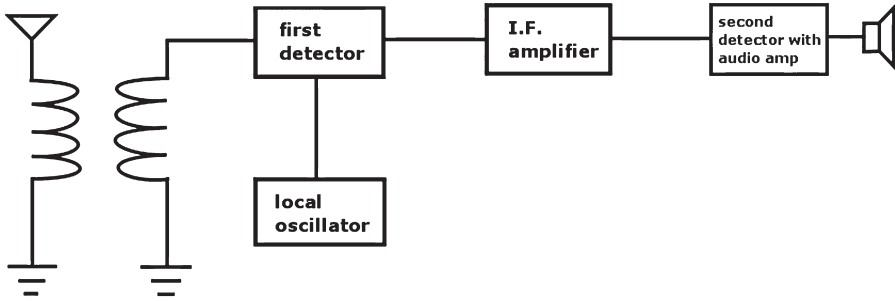 first
detector
I.F.
amplifier
second
detector with
audio amp
local
oscillator